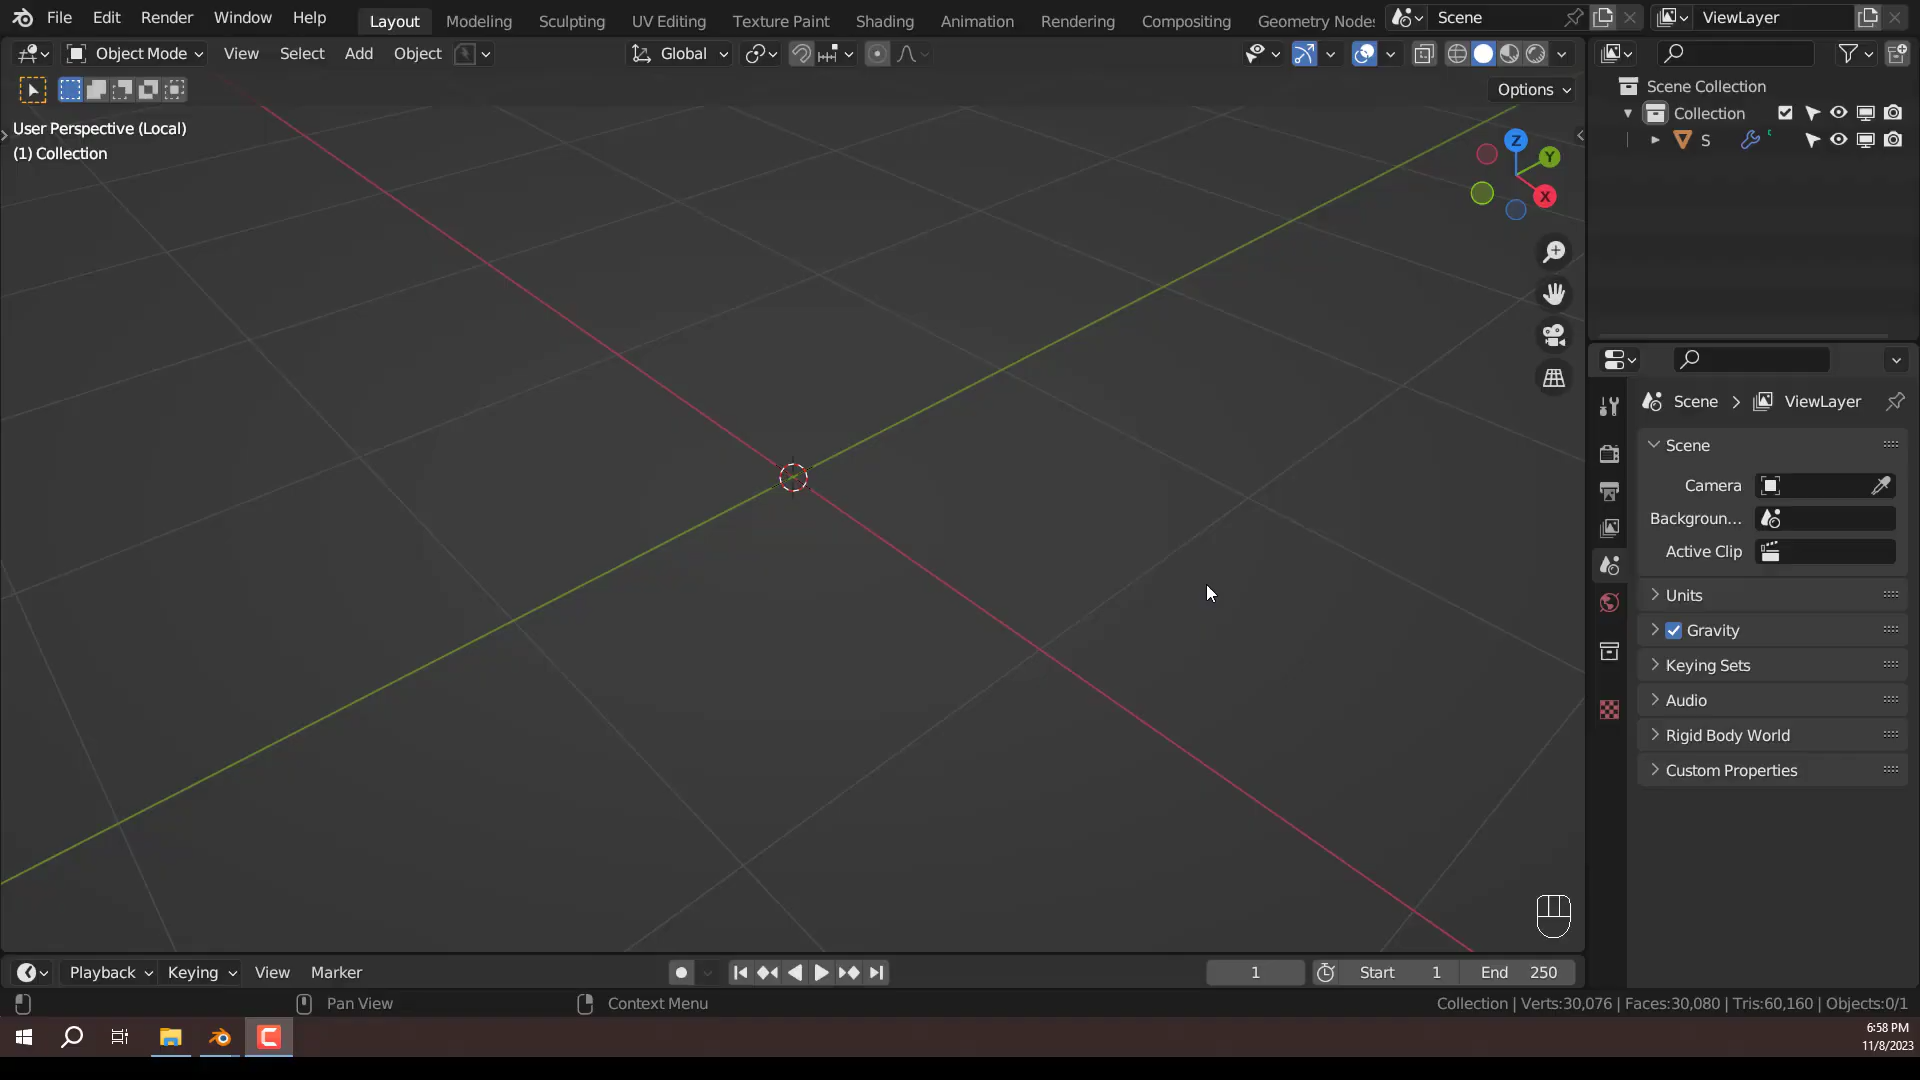 File Edit Render Window Help Layout Modeling Sculpting UV Editing Texture Paint Shading Animation Rendering Compositing Geometry Nodes Scene ViewLayer
Object Mode View Select Add Object Global
Options
User Perspective (Local)
(1) Collection
Z
Y
X
Scene Collection
Collection
S
Scene ViewLayer
Scene
Camera
Backgroun...
Active Clip
Units
Gravity
Keying Sets
Audio
Rigid Body World
Custom Properties
Playback Keying View Marker 1 Start 1 End 250
Pan View Context Menu Collection | Verts:30,076 | Faces:30,080 | Tris:60,160 | Objects:0/1
6:58 PM
11/8/2023